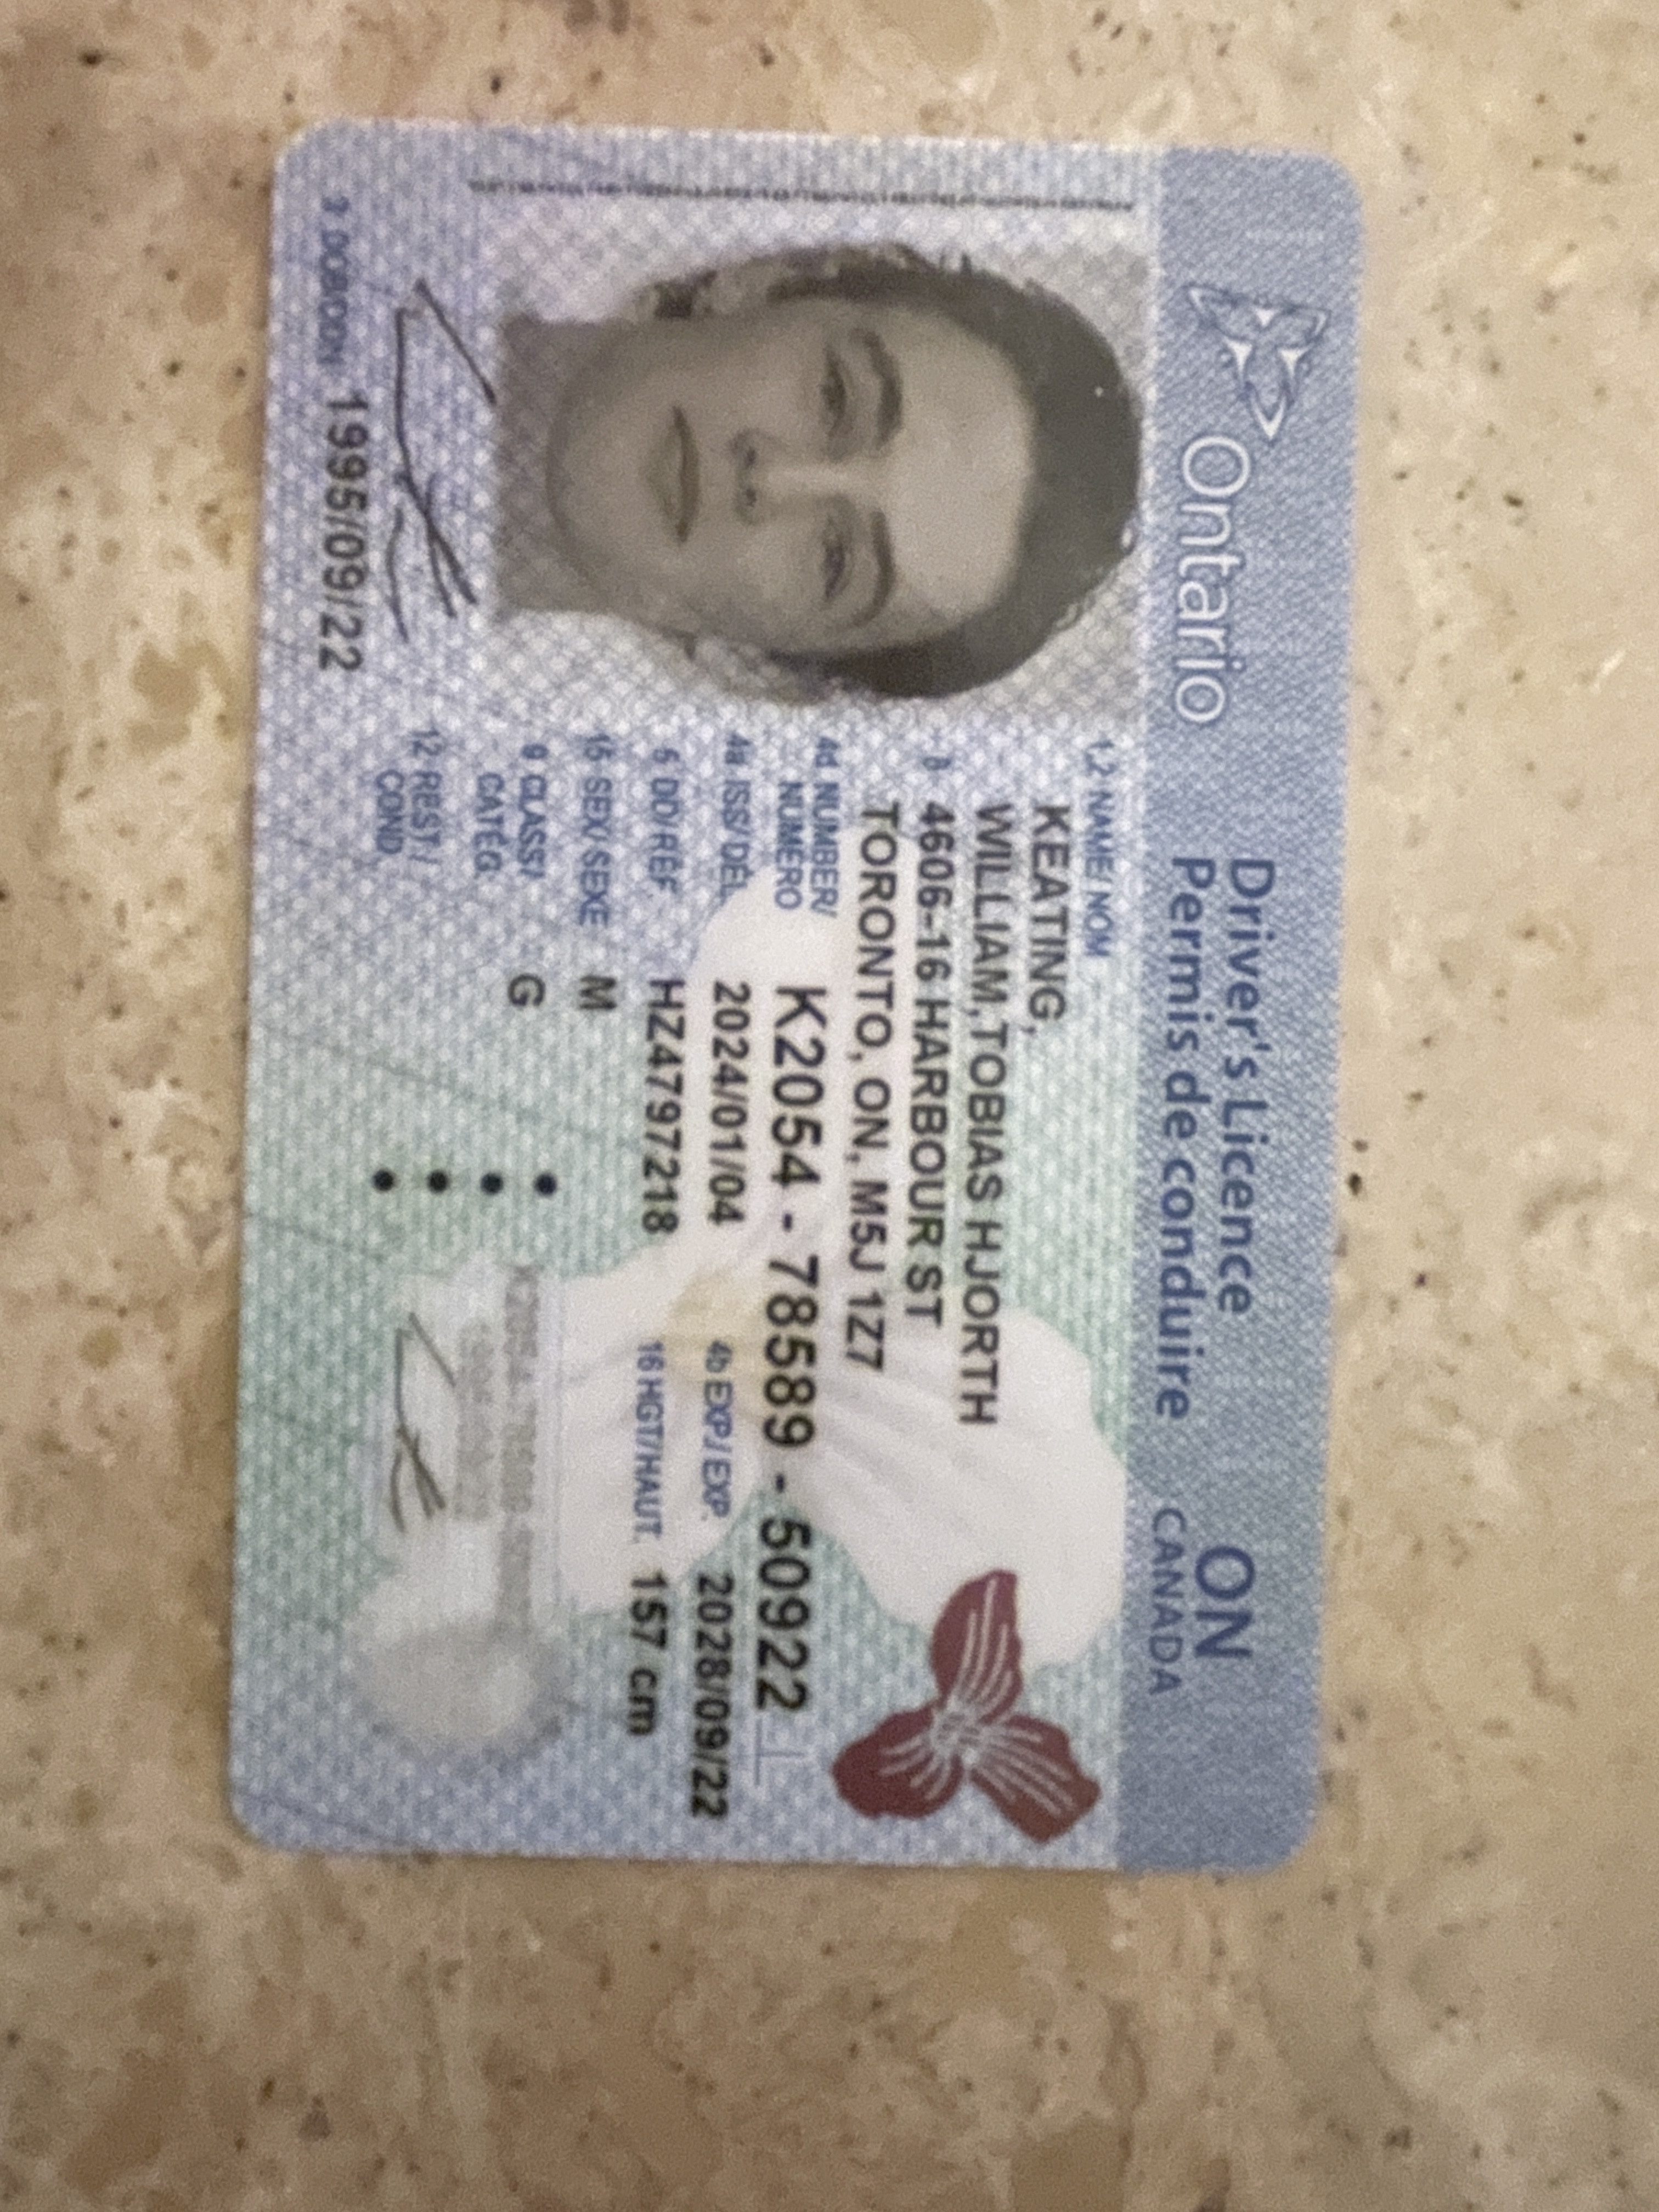 Ontario
Driver's Licence
Permis de conduire
ON
CANADA
1,2 NAME/ NOM
KEATING,
WILLIAM,TOBIAS HJORTH
8
4606-16 HARBOUR ST
TORONTO, ON, M5J 1Z7
4d NUMBER/ NUMÉRO K2054 - 78589 - 50922
4a ISS/ DÉL. 2024/01/04 4b EXP./ EXP. 2028/09/22
5 DD/ RÉF. HZ4797218 16 HGT/HAUT. 157 cm
15 SEX/ SEXE M
9 CLASS/ CATÉG. G
12 REST./ COND.
3 DOB/DDN 1995/09/22